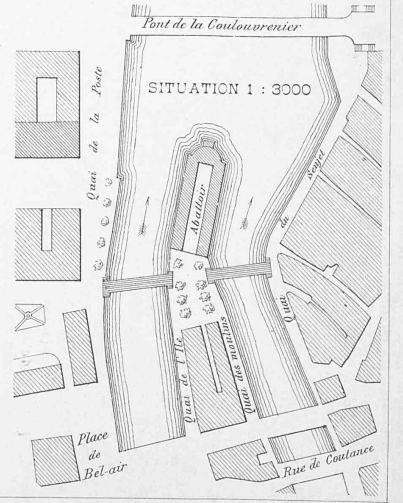 Pont de la Coulouvrenier
SITUATION 1 : 3000
Quai de la Poste
Abattoir
Quai du Seujet
Quai de l'Ile
Quai des moulins
Place
de
Bel-air
Rue de Coutance